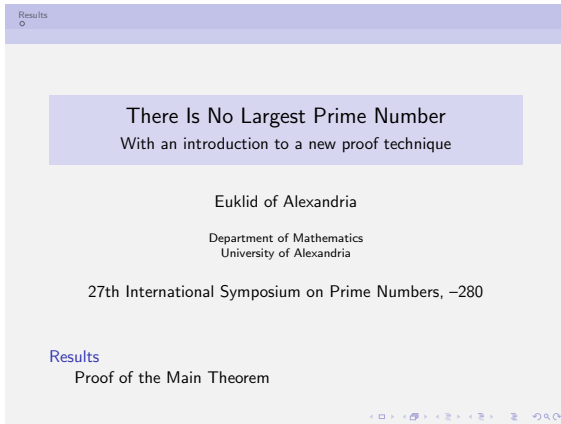 Results
There Is No Largest Prime Number
With an introduction to a new proof technique
Euklid of Alexandria
Department of Mathematics
University of Alexandria
27th International Symposium on Prime Numbers, –280
Results
Proof of the Main Theorem